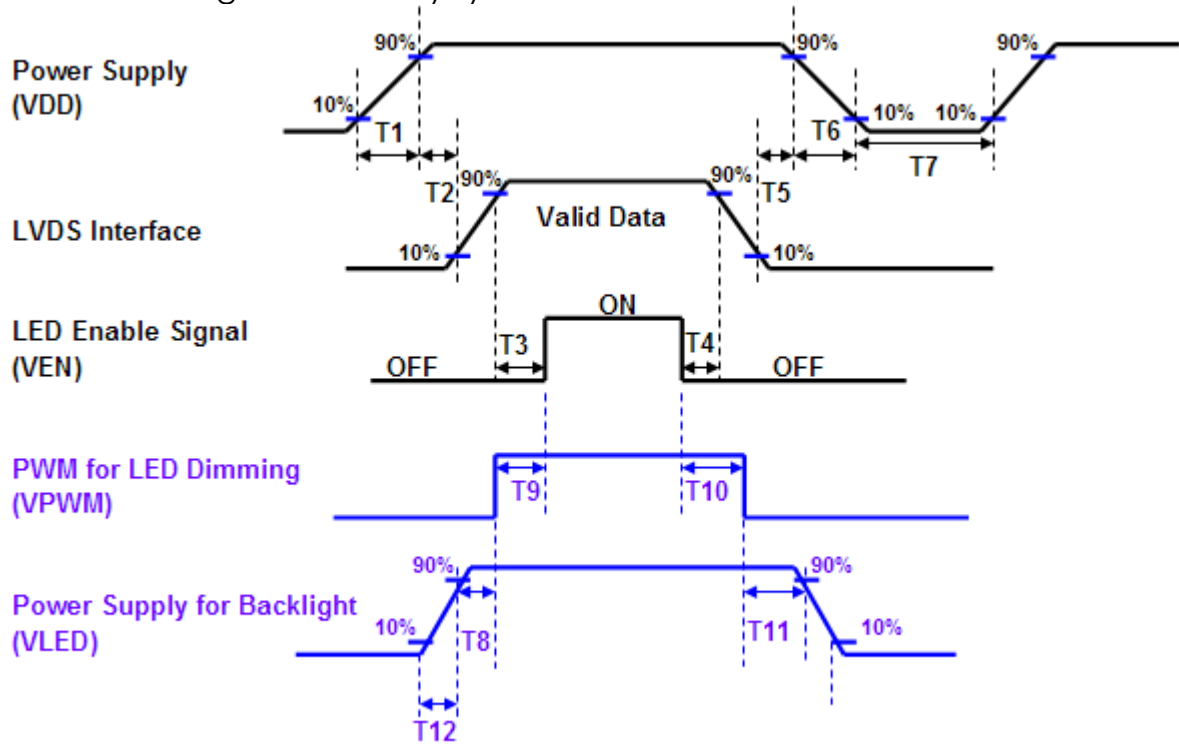 90%
90%
90%
Power Supply
(VDD)
10%
10%
10%
T1
T6
T7
T2
90%
90%
T5
Valid Data
LVDS Interface
10%
10%
ON
LED Enable Signal
(VEN)
T3
T4
OFF
OFF
PWM for LED Dimming
(VPWM)
T9
T10
90%
90%
Power Supply for Backlight
(VLED)
10%
T8
T11
10%
T12